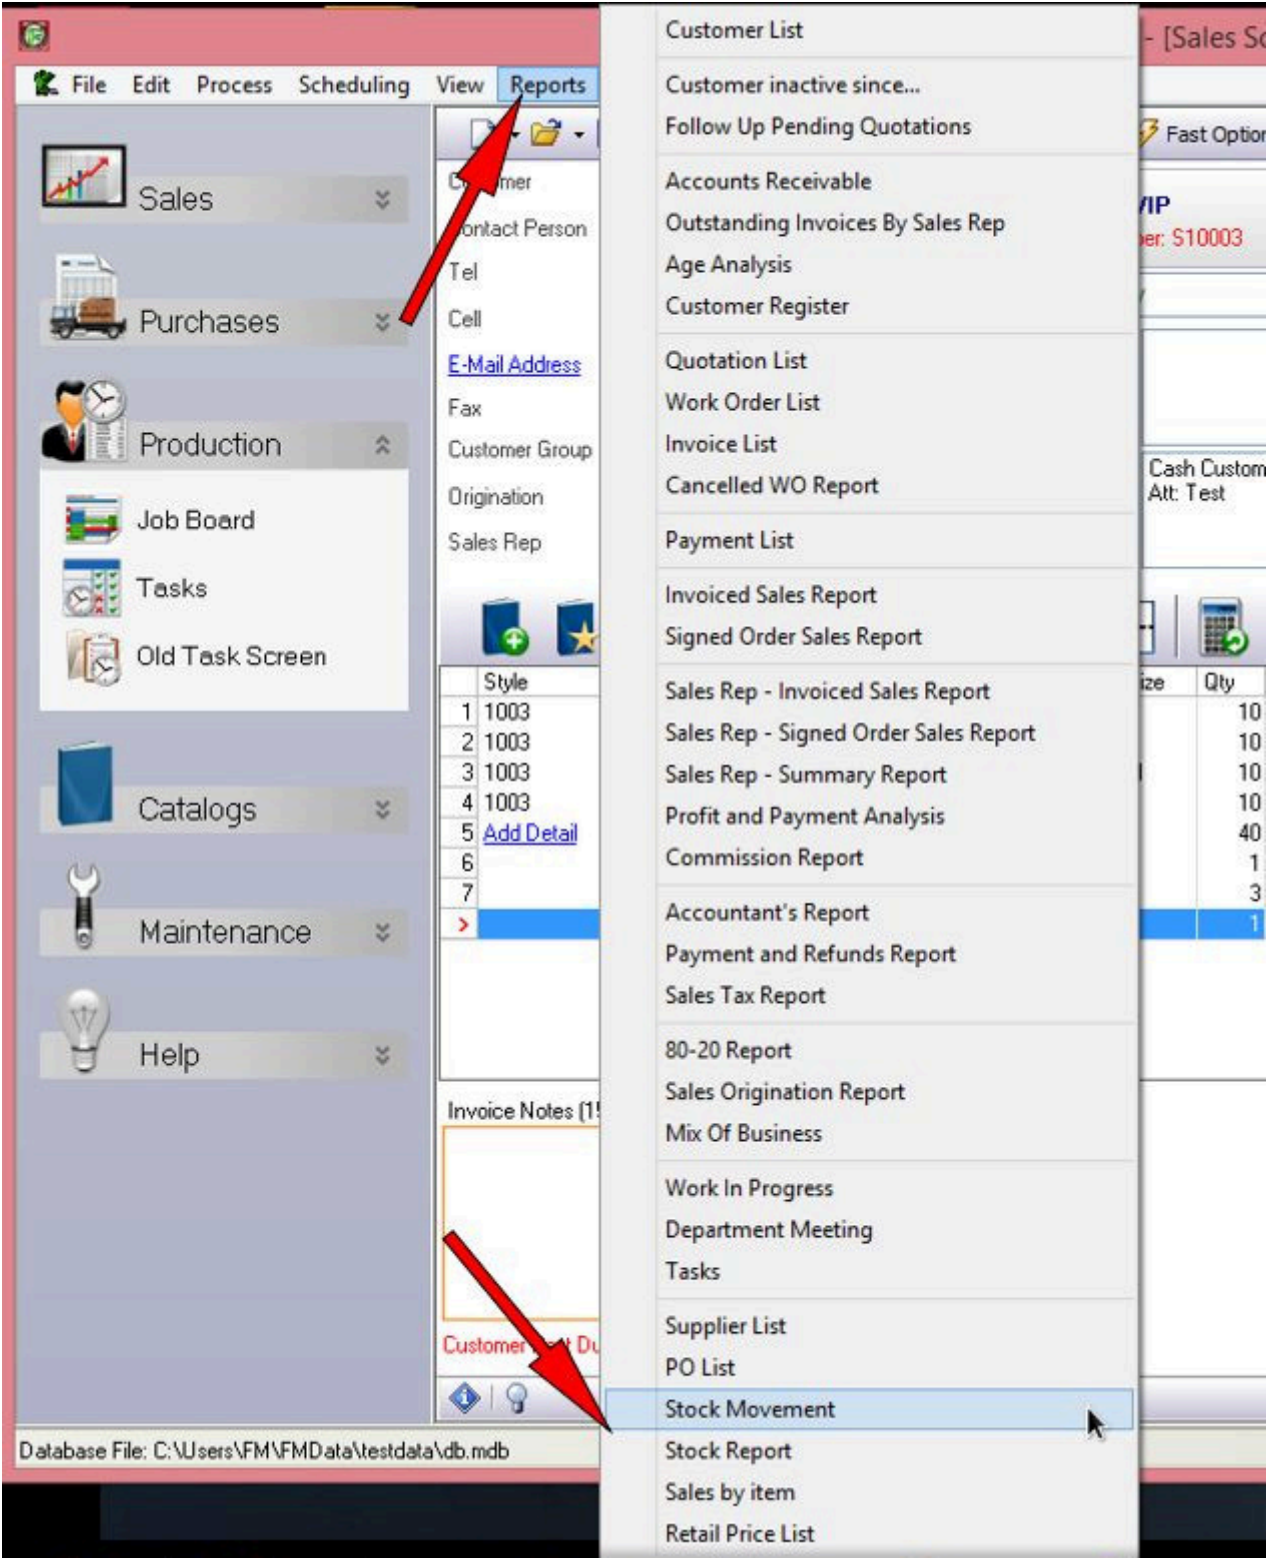 - [Sales Sc
File Edit Process Scheduling View Reports
Sales
Purchases
Production
Job Board
Tasks
Old Task Screen
Catalogs
Maintenance
Help
Contact Person
Tel
Cell
E-Mail Address
Fax
Customer Group
Origination
Sales Rep
Style
1 1003
2 1003
3 1003
4 1003
5 Add Detail
6
7
>
Invoice Notes (1
Customer
Database File: C:\Users\FM\FMData\testdata\db.mdb
Customer List
Customer inactive since...
Follow Up Pending Quotations
Accounts Receivable
Outstanding Invoices By Sales Rep
Age Analysis
Customer Register
Quotation List
Work Order List
Invoice List
Cancelled WO Report
Payment List
Invoiced Sales Report
Signed Order Sales Report
Sales Rep - Invoiced Sales Report
Sales Rep - Signed Order Sales Report
Sales Rep - Summary Report
Profit and Payment Analysis
Commission Report
Accountant's Report
Payment and Refunds Report
Sales Tax Report
80-20 Report
Sales Origination Report
Mix Of Business
Work In Progress
Department Meeting
Tasks
Supplier List
PO List
Stock Movement
Stock Report
Sales by item
Retail Price List
Fast Option
VIP
ber: S10003
Cash Custom
Att: Test
ize Qty
10
10
10
10
40
1
3
1